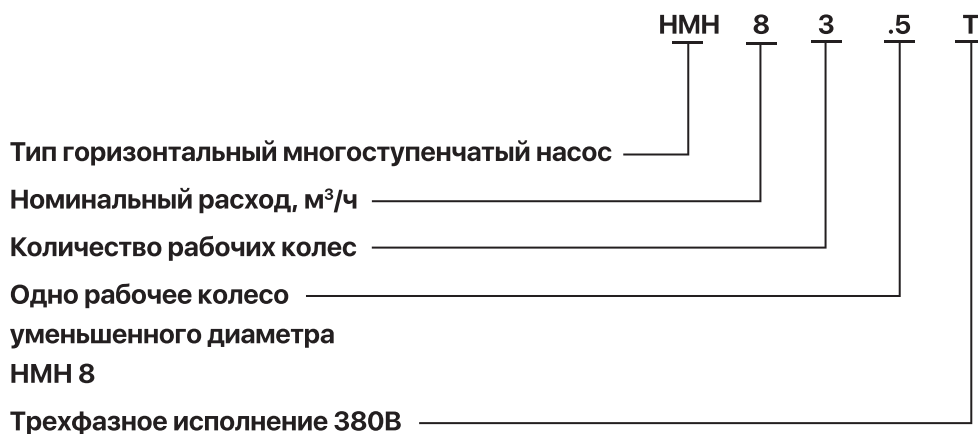 НМН 8 3 .5 Т
Тип горизонтальный многоступенчатый насос
Номинальный расход, м³/ч
Количество рабочих колес
Одно рабочее колесо
уменьшенного диаметра
НМН 8
Трехфазное исполнение 380В